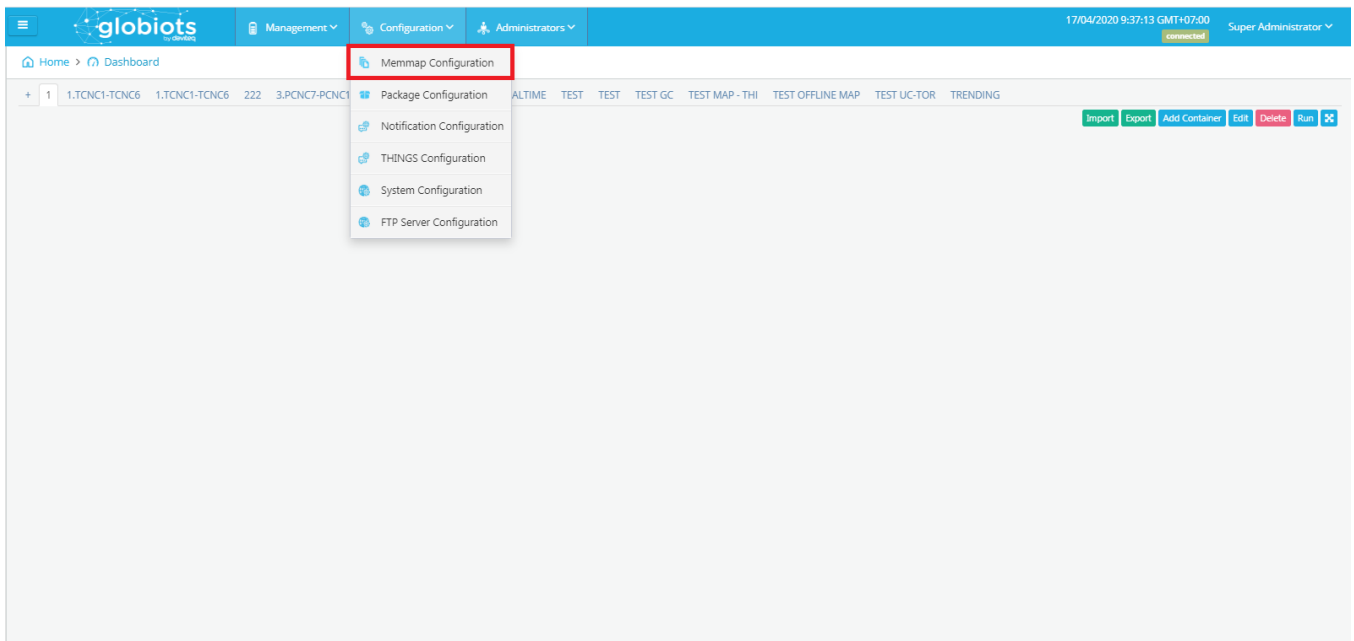 globiots
by daviteq
Management
Configuration
Administrators
17/04/2020 9:37:13 GMT+07:00
connected
Super Administrator
Home > Dashboard
Memmap Configuration
+ 1 1.TCNC1-TCNC6 1.TCNC1-TCNC6 222 3.PCNC7-PCNC1 ALTIME TEST TEST TEST GC TEST MAP - THI TEST OFFLINE MAP TEST UC-TOR TRENDING
Package Configuration
Import Export Add Container Edit Delete Run
Notification Configuration
THINGS Configuration
System Configuration
FTP Server Configuration